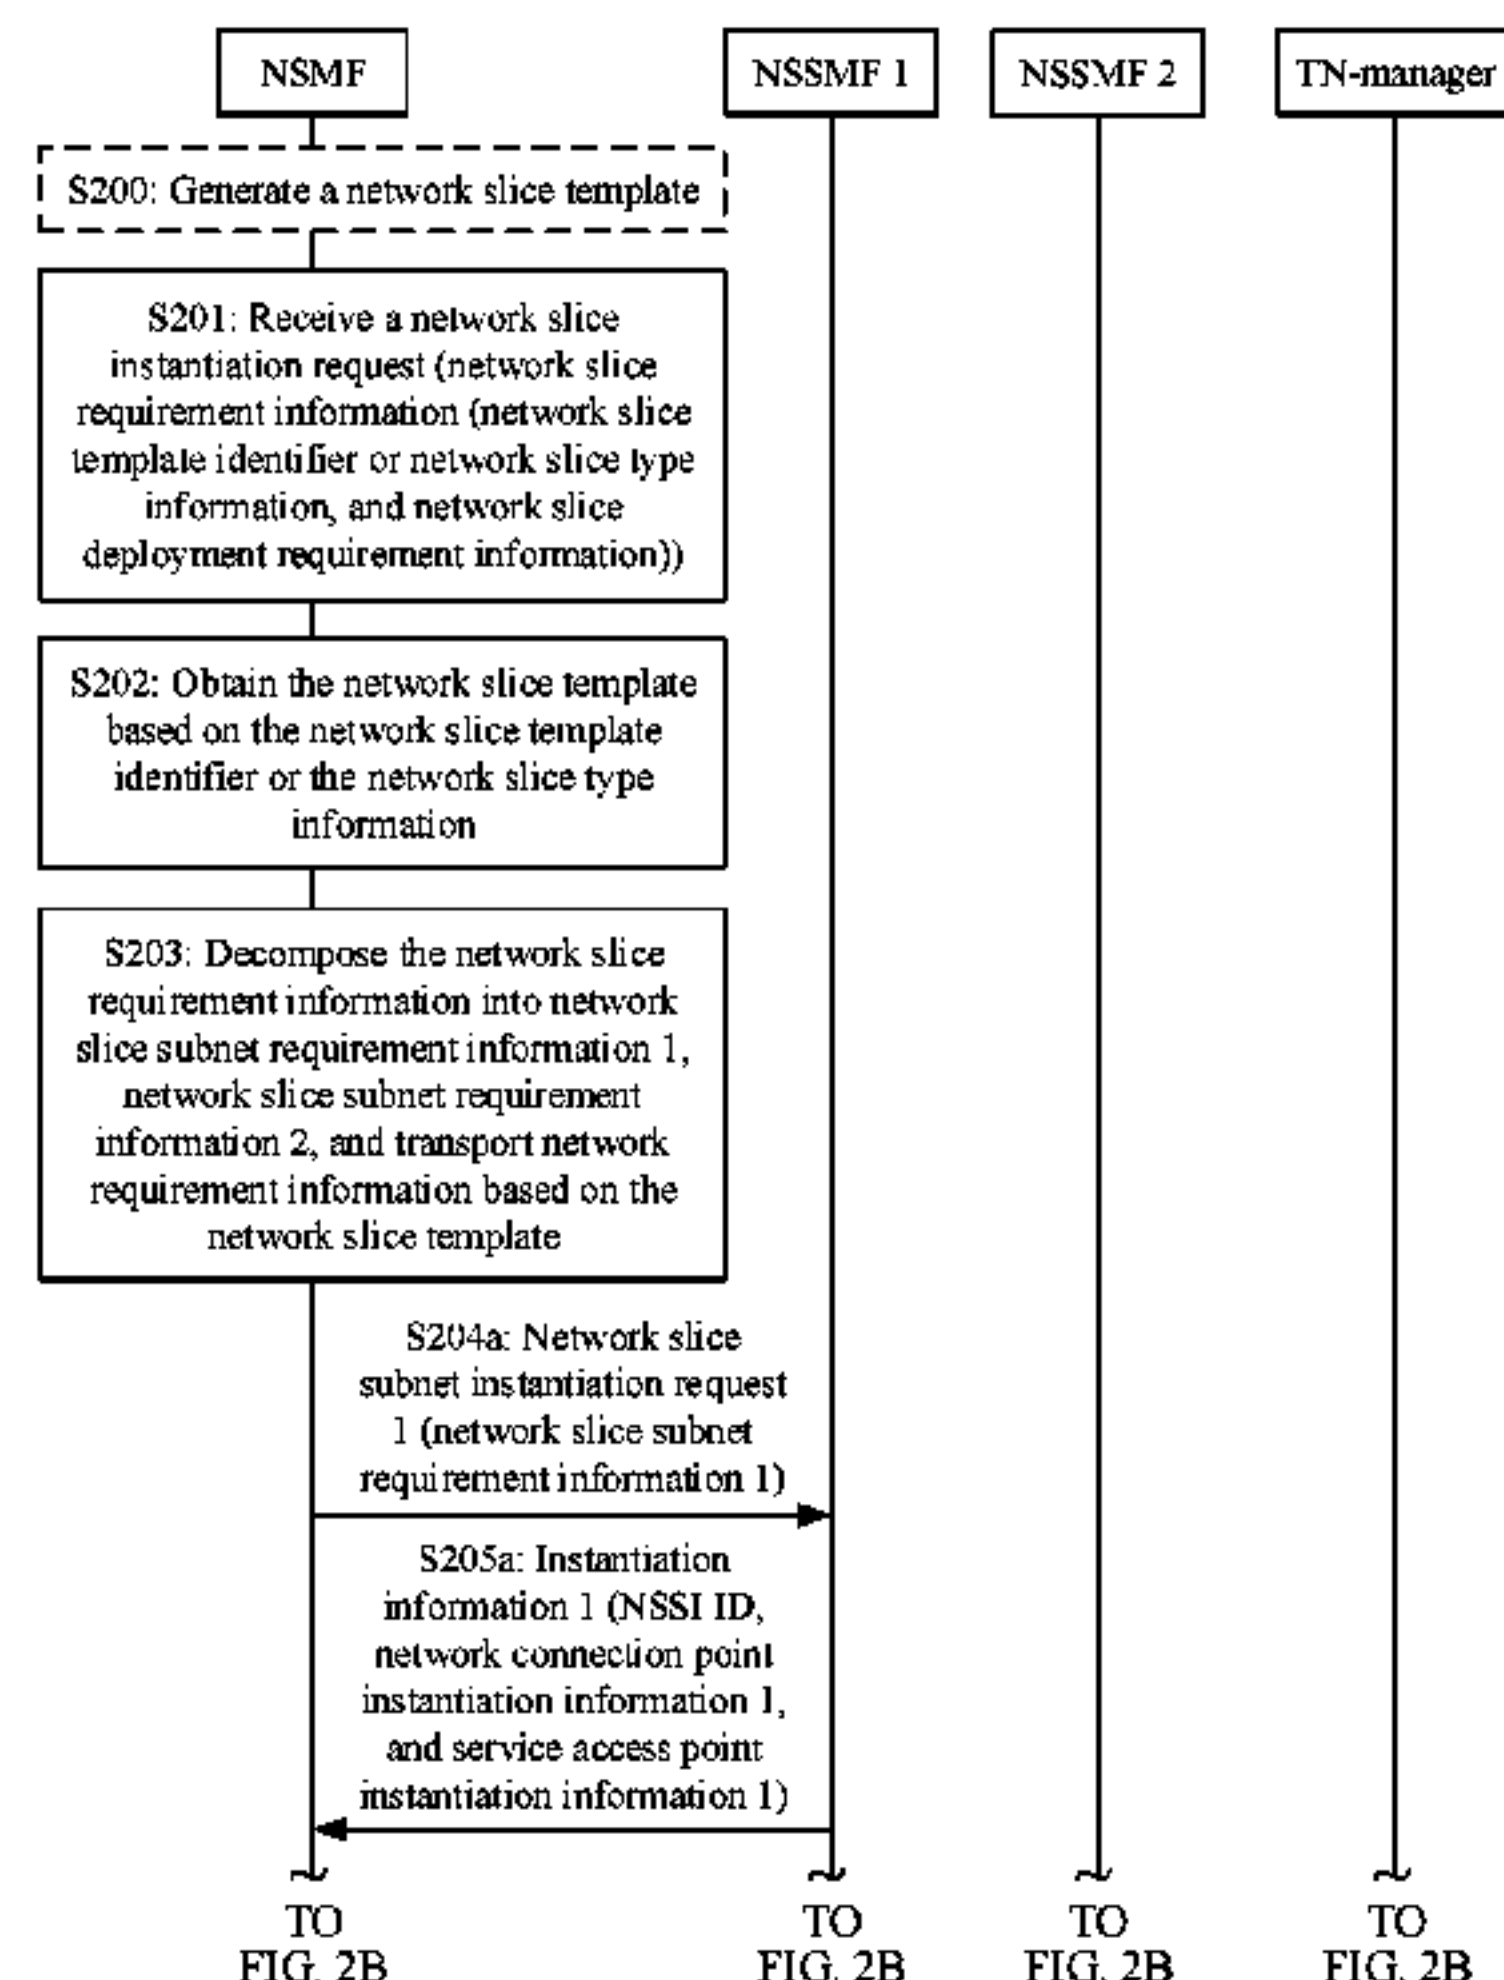 NSMF
NSSMF 1
NSSMF 2
TN-manager
S200: Generate a network slice template
S201: Receive a network slice
instantiation request (network slice
requirement information (network slice
template identifier or network slice type
information, and network slice
deployment requirement information))
S202: Obtain the network slice template
based on the network slice template
identifier or the network slice type
information
S203: Decompose the network slice
requirement information into network
slice subnet requirement information 1,
network slice subnet requirement
information 2, and transport network
requirement information based on the
network slice template
S204a: Network slice
subnet instantiation request
1 (network slice subnet
requirement information 1)
S205a: Instantiation
information 1 (NSSI ID,
network connection point
instantiation information 1,
and service access point
instantiation information 1)
TO
FIG. 2B
TO
FIG. 2B
TO
FIG. 2B
TO
FIG. 2B